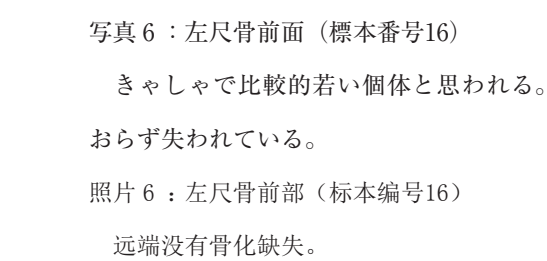 写真6：左尺骨前面（標本番号16）
きゃしゃで比較的若い個体と思われる。
おらず失われている。
照片6：左尺骨前部（标本编号16）
远端没有骨化缺失。